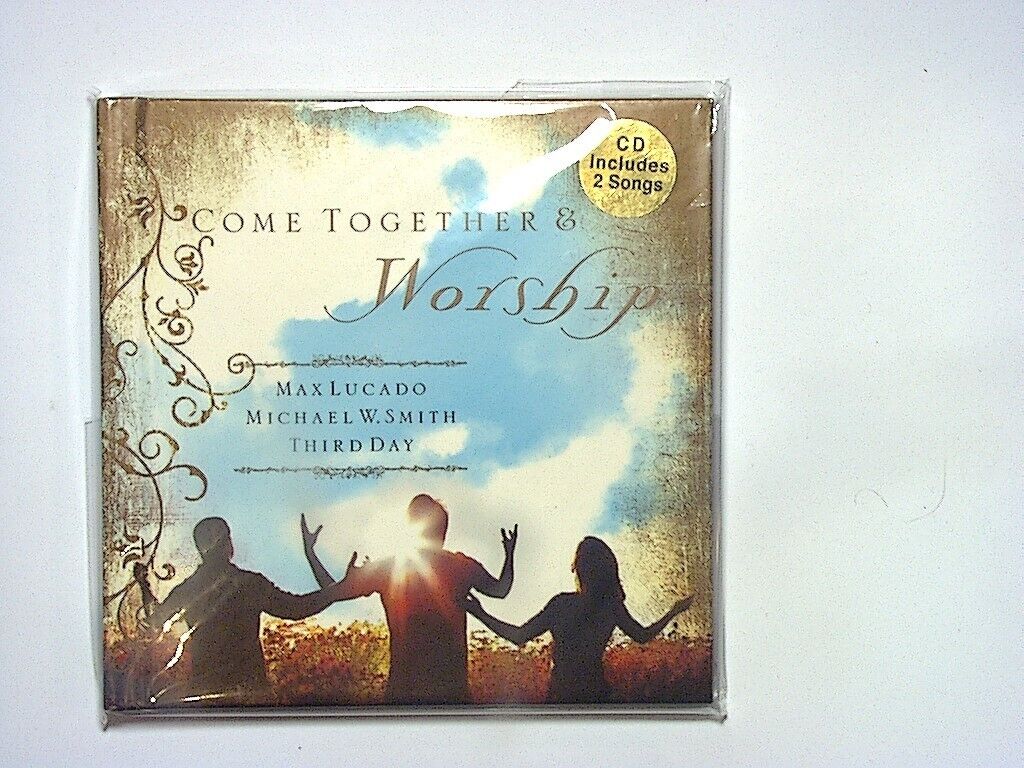 CD
Includes
2 Songs
COME TOGETHER &
Worship
MAX LUCADO
MICHAEL W. SMITH
THIRD DAY